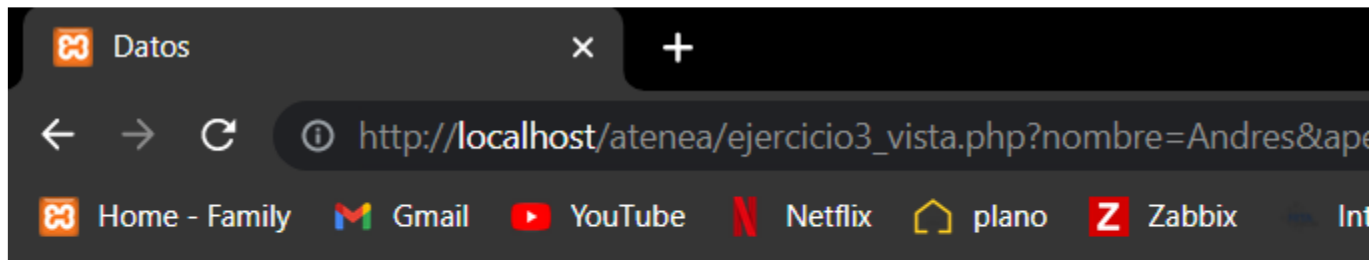 Datos
http://localhost/atenea/ejercicio3_vista.php?nombre=Andres&ape
Home - Family Gmail YouTube Netflix plano Z Zabbix Int